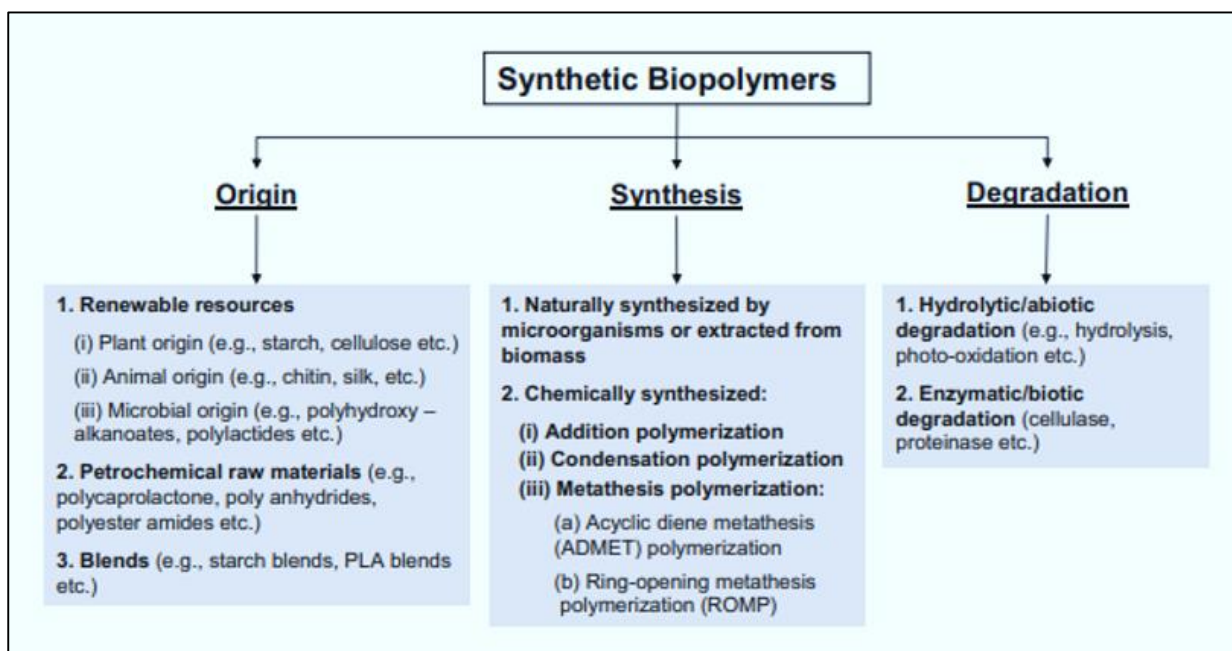 Synthetic Biopolymers
Origin
1. Renewable resources
(i) Plant origin (e.g., starch, cellulose etc.)
(ii) Animal origin (e.g., chitin, silk, etc.)
(iii) Microbial origin (e.g., polyhydroxy –
alkanoates, polylactides etc.)
2. Petrochemical raw materials (e.g.,
polycaprolactone, poly anhydrides,
polyester amides etc.)
3. Blends (e.g., starch blends, PLA blends
etc.)
Synthesis
1. Naturally synthesized by
microorganisms or extracted from
biomass
2. Chemically synthesized:
(i) Addition polymerization
(ii) Condensation polymerization
(iii) Metathesis polymerization:
(a) Acyclic diene metathesis
(ADMET) polymerization
(b) Ring-opening metathesis
polymerization (ROMP)
Degradation
1. Hydrolytic/abiotic
degradation (e.g., hydrolysis,
photo-oxidation etc.)
2. Enzymatic/biotic
degradation (cellulase,
proteinase etc.)